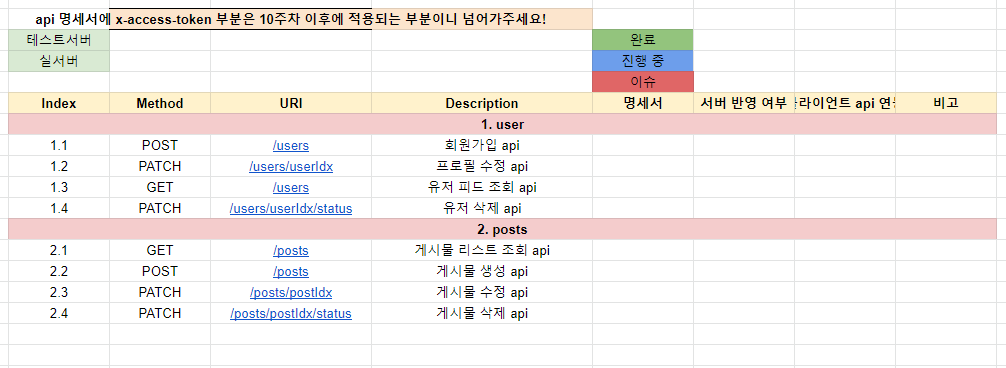 api 명세서에 x-access-token 부분은 10주차 이후에 적용되는 부분이니 넘어가주세요!
테스트서버 완료
실서버 진행 중
이슈
Index Method URI Description 명세서 서버 반영 여부 라이언트 api 연 비고
1. user
1.1 POST /users 회원가입 api
1.2 PATCH /users/userIdx 프로필 수정 api
1.3 GET /users 유저 피드 조회 api
1.4 PATCH /users/userIdx/status 유저 삭제 api
2. posts
2.1 GET /posts 게시물 리스트 조회 api
2.2 POST /posts 게시물 생성 api
2.3 PATCH /posts/postIdx 게시물 수정 api
2.4 PATCH /posts/postIdx/status 게시물 삭제 api